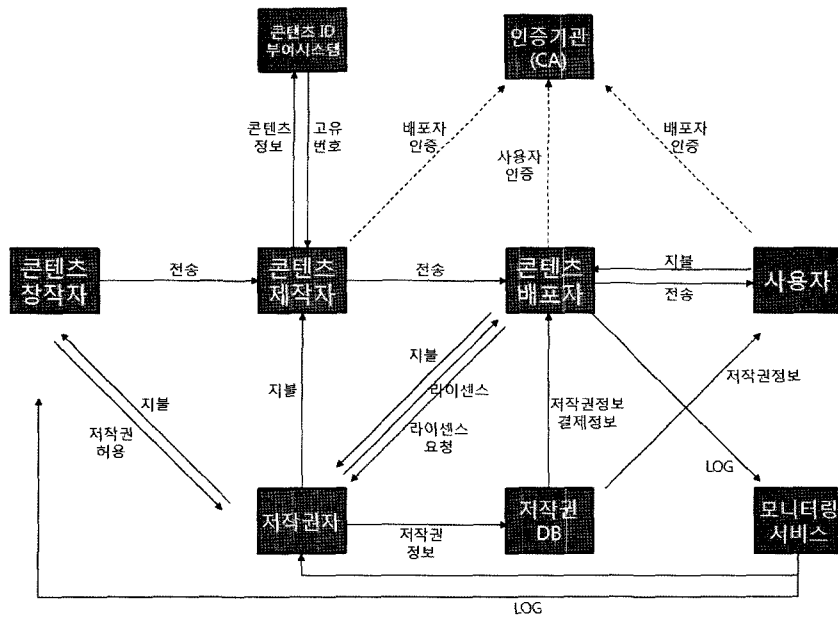 콘텐츠 ID
부여시스템
인증기관
(CA)
콘텐츠
정보
고유
번호
배포자
인증
사용자
인증
배포자
인증
콘텐츠
창작자
전송
콘텐츠
제작자
전송
콘텐츠
배포자
지불
전송
사용자
지불
저작권
허용
지불
지불
라이센스
라이센스
요청
저작권정보
결제정보
저작권정보
LOG
저작권자
저작권
정보
저작권
DB
모니터링
서비스
LOG